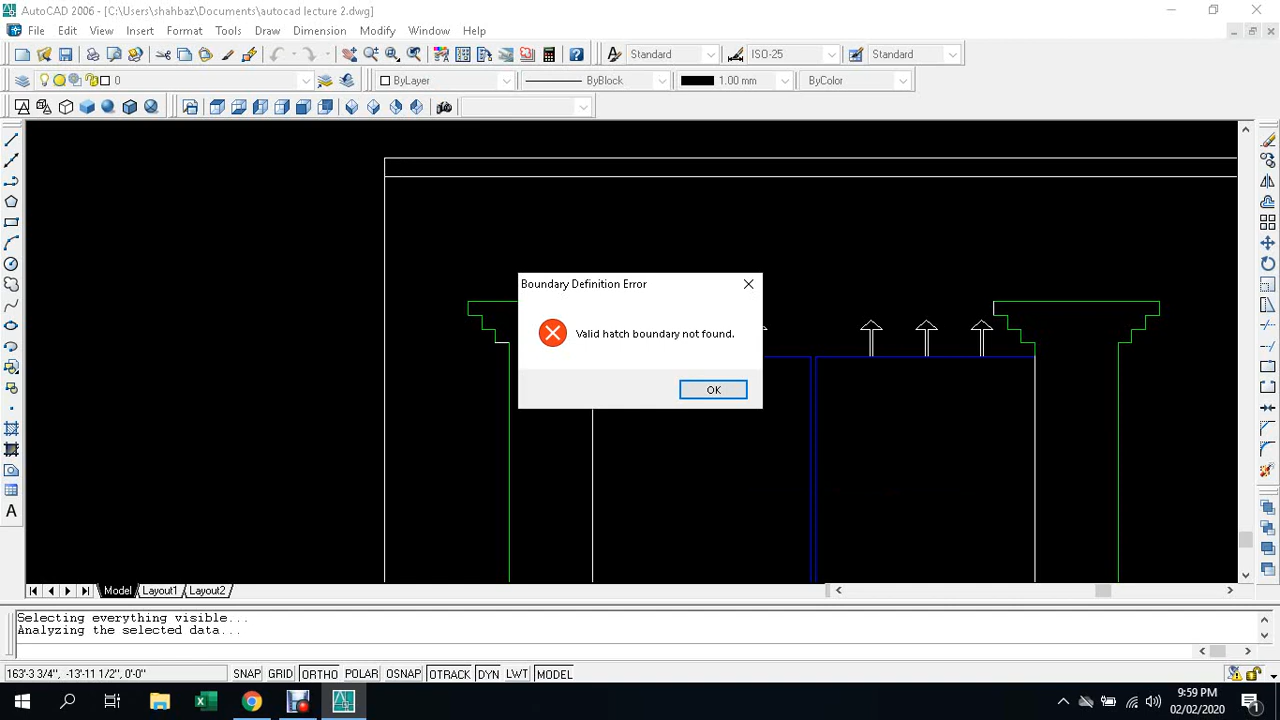 AutoCAD 2006 - [C:\Users\shahbaz\Documents\autocad lecture 2.dwg]
File Edit View Insert Format Tools Draw Dimension Modify Window Help
Standard ISO-25 Standard
0 ByLayer ByBlock 1.00 mm ByColor
Boundary Definition Error
Valid hatch boundary not found.
OK
A
Model Layout1 Layout2
Selecting everything visible...
Analyzing the selected data...
163'-3 3/4", -13'-11 1/2", 0'-0" SNAP GRID ORTHO POLAR OSNAP OTRACK DYN LWT MODEL
9:59 PM
02/02/2020
1